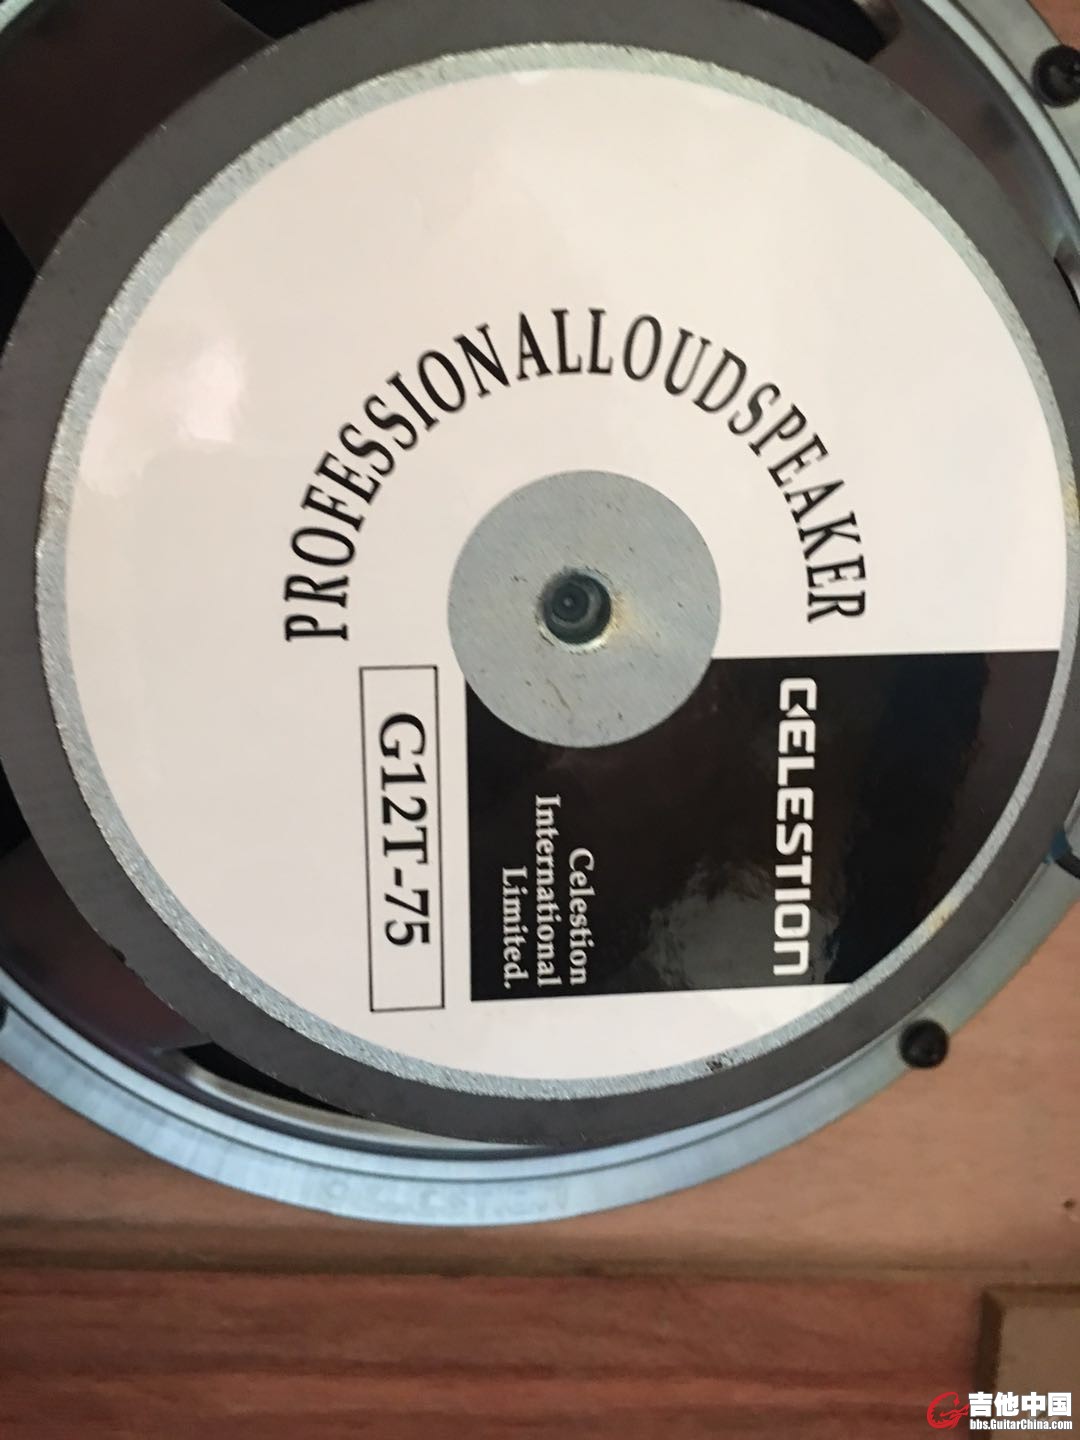 PROFESSIONALLOUDSPEAKER
CELESTION
Celestion
International
Limited.
G12T-75
吉他中国
bbs.GuitarChina.com